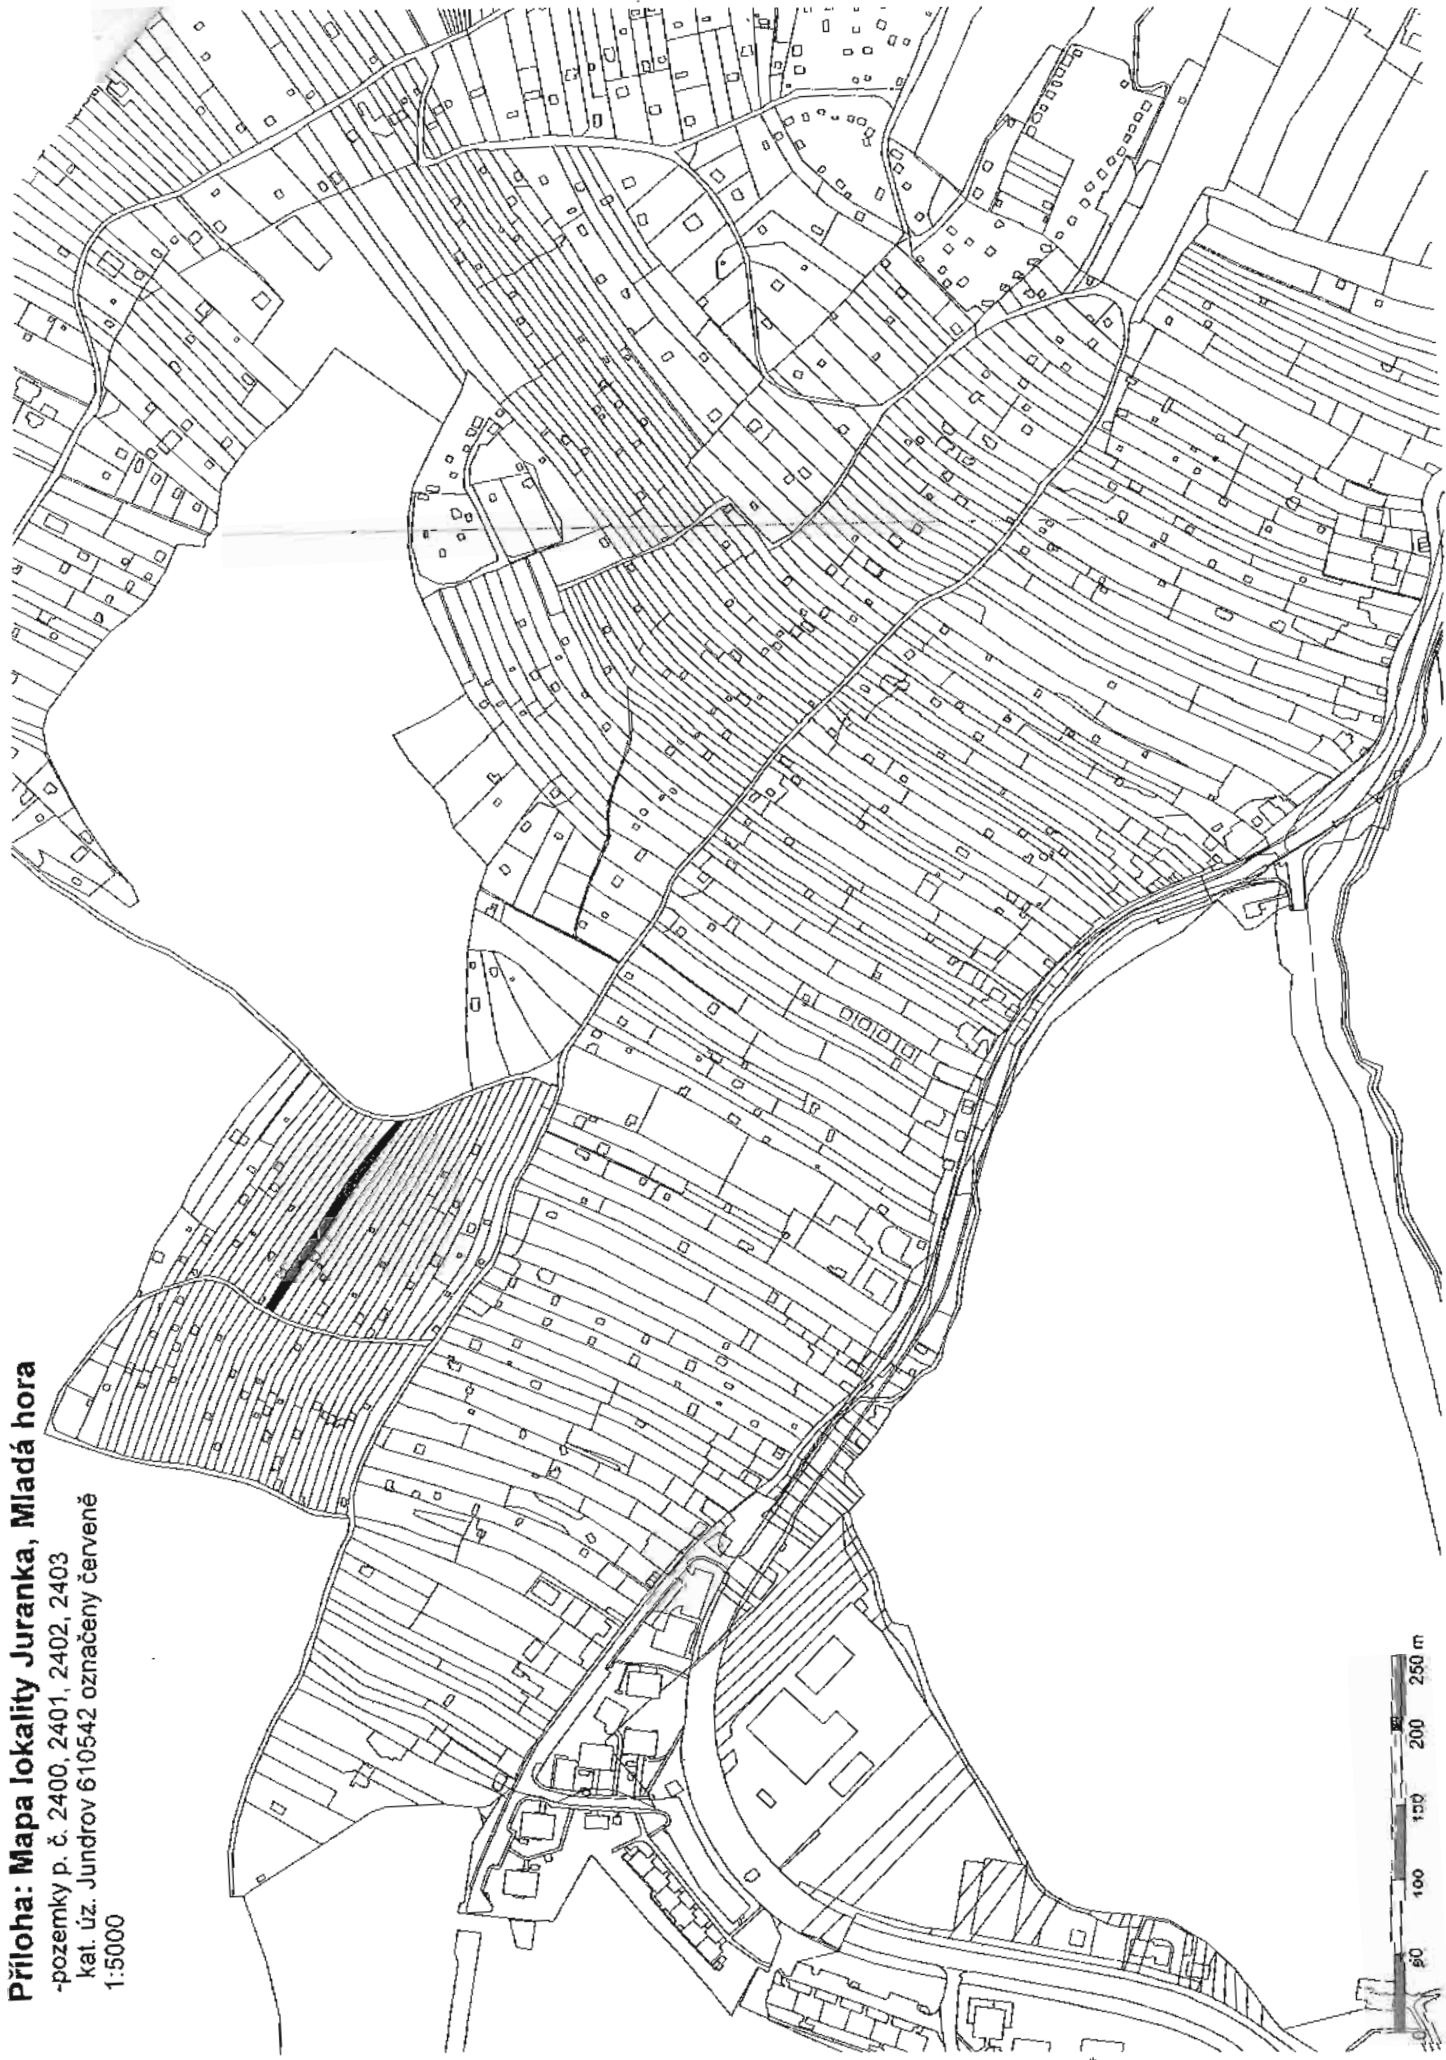 Příloha: Mapa lokality Juranka, Mladá hora
-pozemky p. č. 2400, 2401, 2402, 2403
kat. úz. Jundrov 610542 označeny červeně
1:5000
0 50 100 150 200 250 m